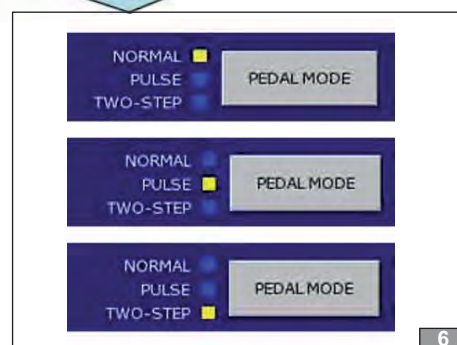 NORMAL
PULSE
TWO-STEP
PEDAL MODE
NORMAL
PULSE
TWO-STEP
PEDAL MODE
NORMAL
PULSE
TWO-STEP
PEDAL MODE
6